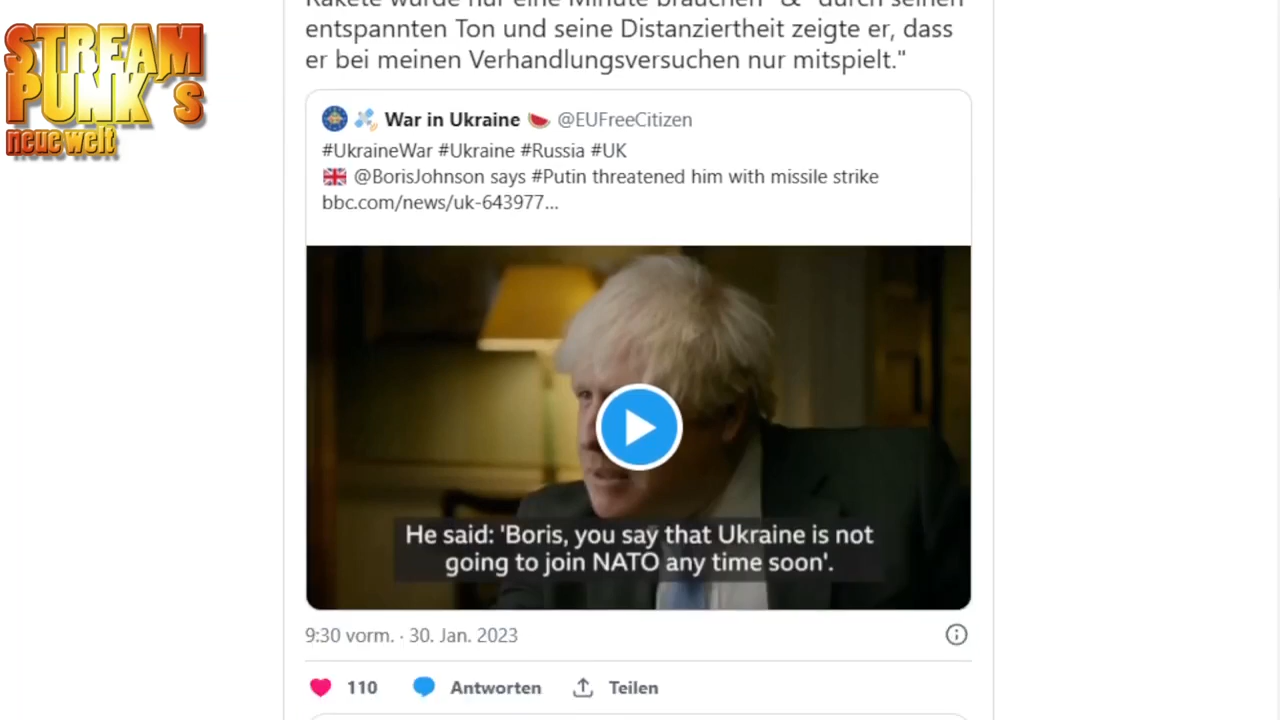 STREAM
PUNK´s
neue welt
Rakete würde nur eine Minute brauchen" & "durch seinen
entspannten Ton und seine Distanziertheit zeigte er, dass
er bei meinen Verhandlungsversuchen nur mitspielt."
War in Ukraine @EUFreeCitizen
#UkraineWar #Ukraine #Russia #UK
@BorisJohnson says #Putin threatened him with missile strike
bbc.com/news/uk-643977...
He said: 'Boris, you say that Ukraine is not
going to join NATO any time soon'.
9:30 vorm. · 30. Jan. 2023
110 Antworten Teilen